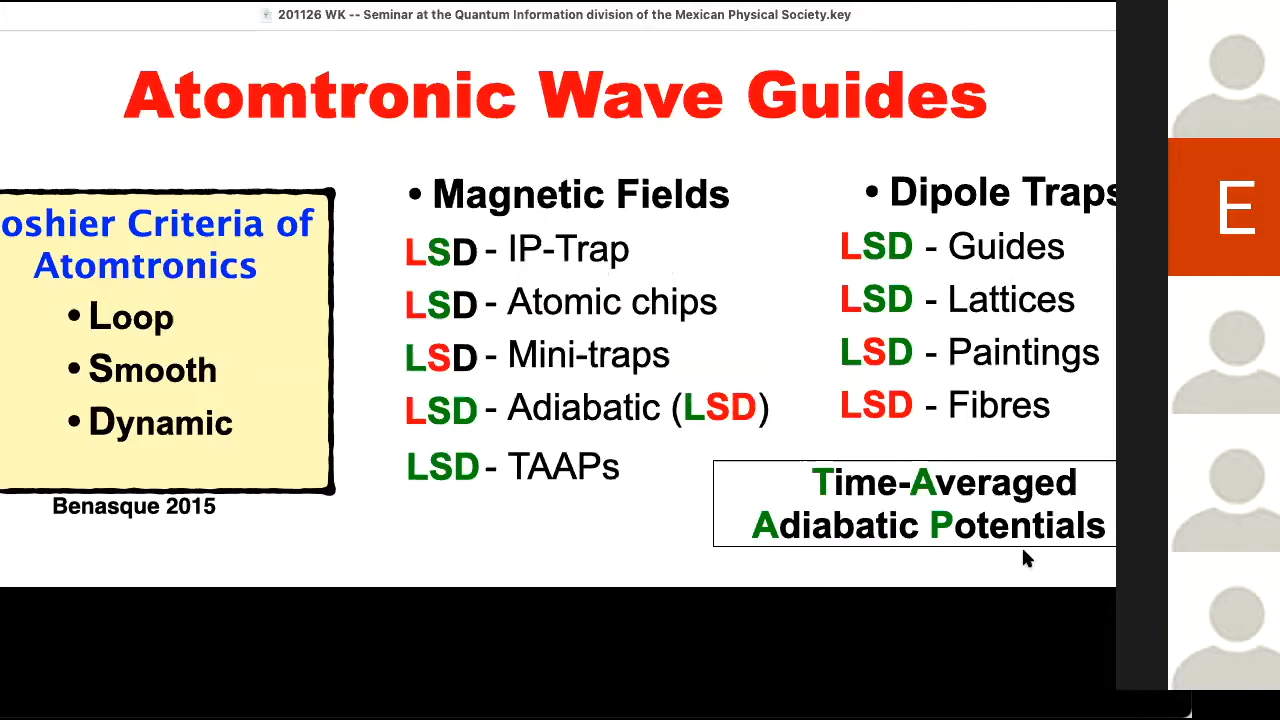 201126 WK -- Seminar at the Quantum Information division of the Mexican Physical Society.key
Atomtronic Wave Guides
oshier Criteria of
Atomtronics
• Loop
• Smooth
• Dynamic
Benasque 2015
• Magnetic Fields
LSD - IP-Trap
LSD - Atomic chips
LSD - Mini-traps
LSD - Adiabatic (LSD)
LSD - TAAPs
• Dipole Traps
LSD - Guides
LSD - Lattices
LSD - Paintings
LSD - Fibres
Time-Averaged
Adiabatic Potentials
E